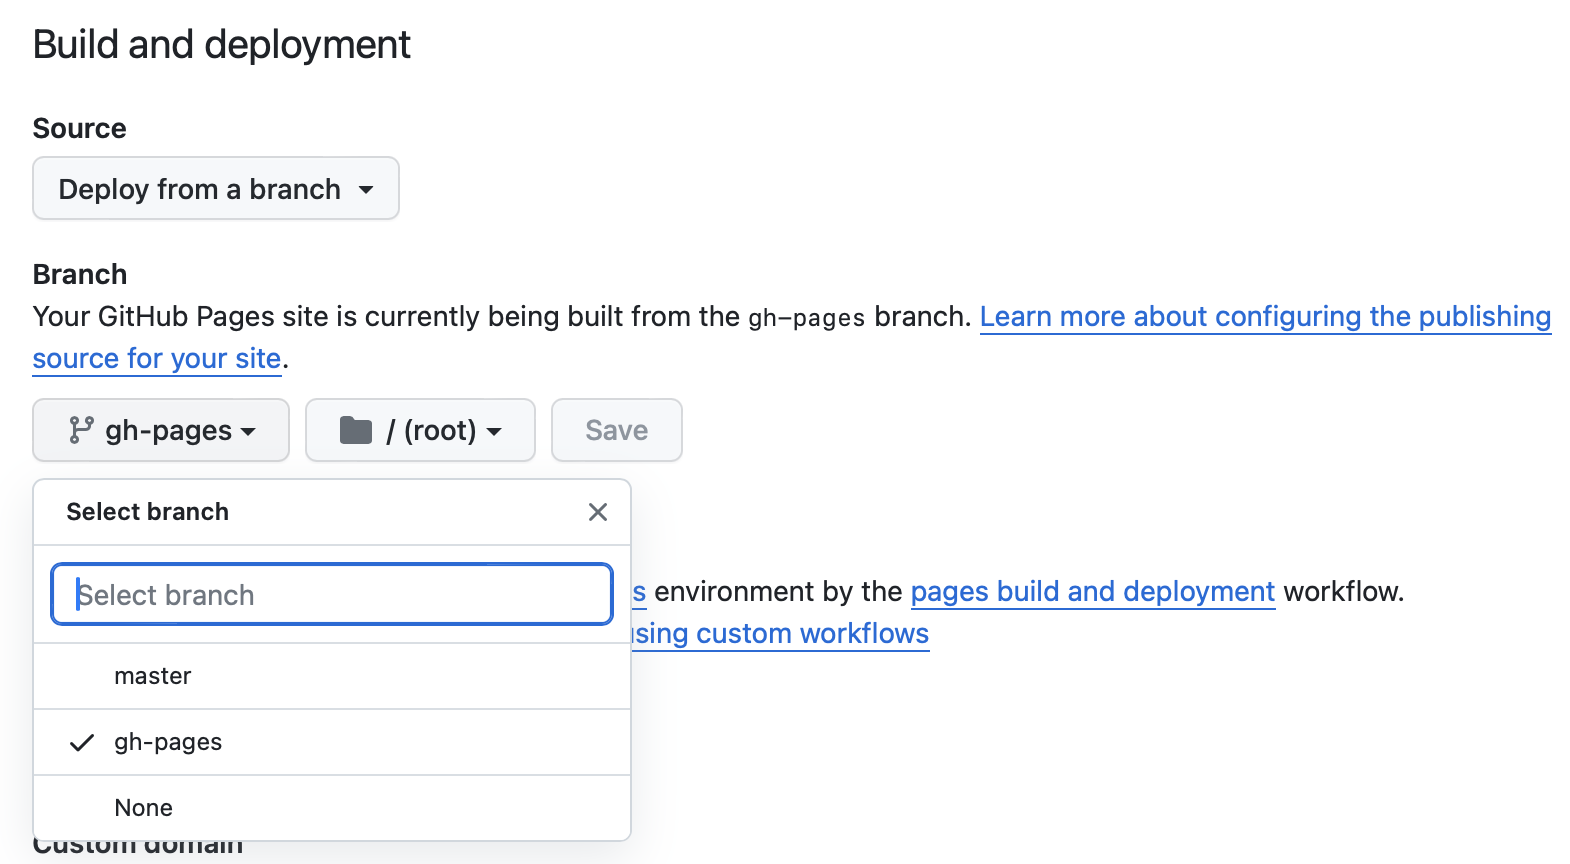 Build and deployment
Source
Deploy from a branch
Branch
Your GitHub Pages site is currently being built from the gh-pages branch. Learn more about configuring the publishing
source for your site.
gh-pages
/ (root)
Save
Select branch
Select branch
s environment by the pages build and deployment workflow.
using custom workflows
master
gh-pages
None
Custom domain